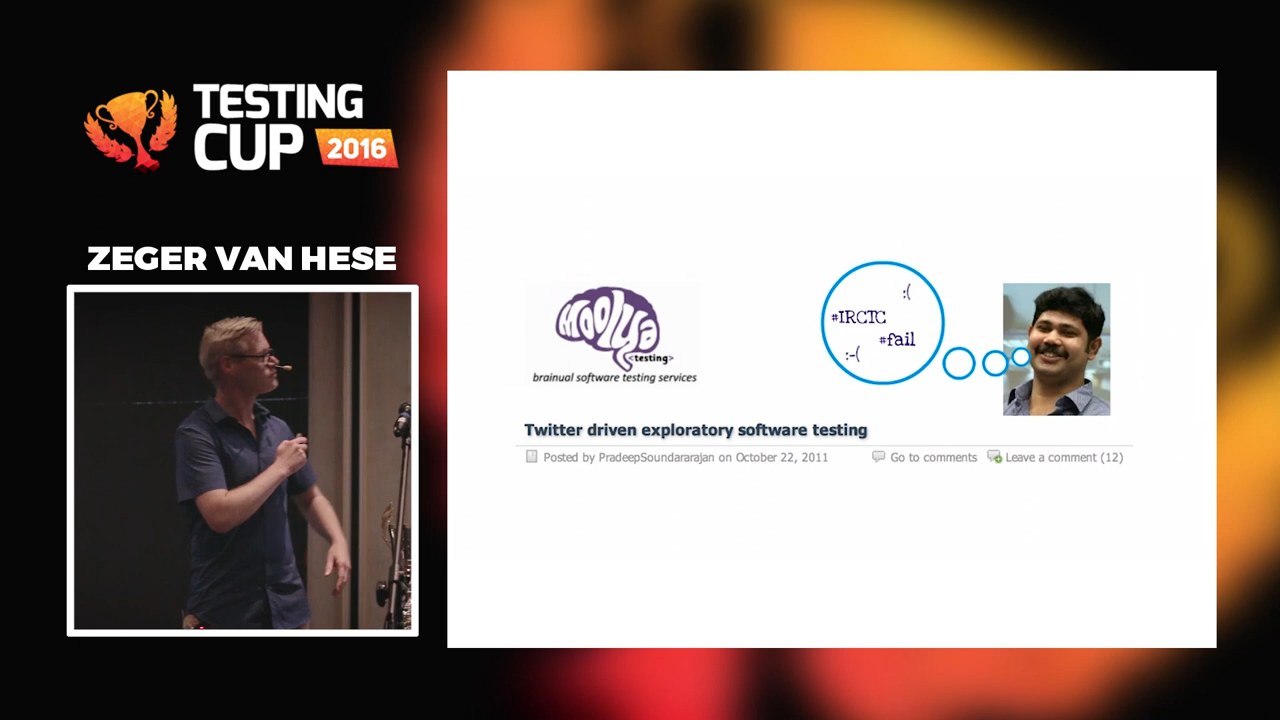 TESTING
CUP 2016
ZEGER VAN HESE
moolya
<testing>
brainual software testing services
:(
#IRCTC
#fail
:-(
Twitter driven exploratory software testing
Posted by PradeepSoundararajan on October 22, 2011 Go to comments Leave a comment (12)